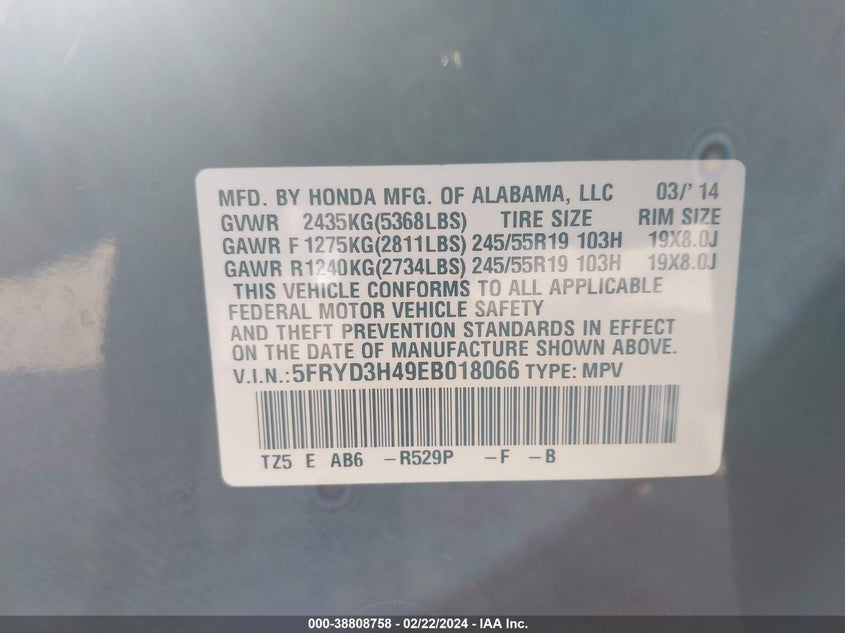 MFD. BY HONDA MFG. OF ALABAMA, LLC 03/' 14
GVWR 2435KG(5368LBS) TIRE SIZE RIM SIZE
GAWR F 1275KG(2811LBS) 245/55R19 103H 19X8.0J
GAWR R1240KG(2734LBS) 245/55R19 103H 19X8.0J
THIS VEHICLE CONFORMS TO ALL APPLICABLE
FEDERAL MOTOR VEHICLE SAFETY
AND THEFT PREVENTION STANDARDS IN EFFECT
ON THE DATE OF MANUFACTURE SHOWN ABOVE.
V.I.N.:5FRYD3H49EB018066 TYPE: MPV
TZ5 E AB6 -R529P -F -B
000-38808758 - 02/22/2024 - IAA Inc.